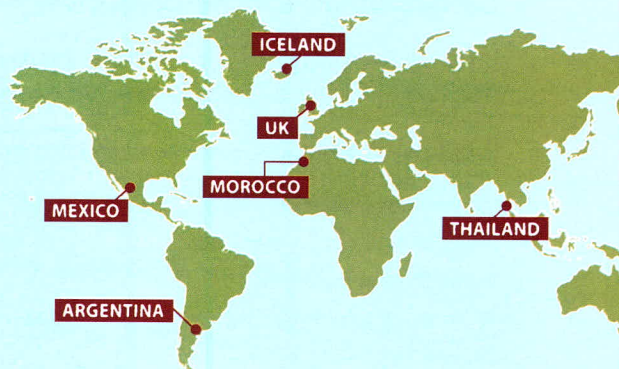 ICELAND
UK
MOROCCO
MEXICO
THAILAND
ARGENTINA